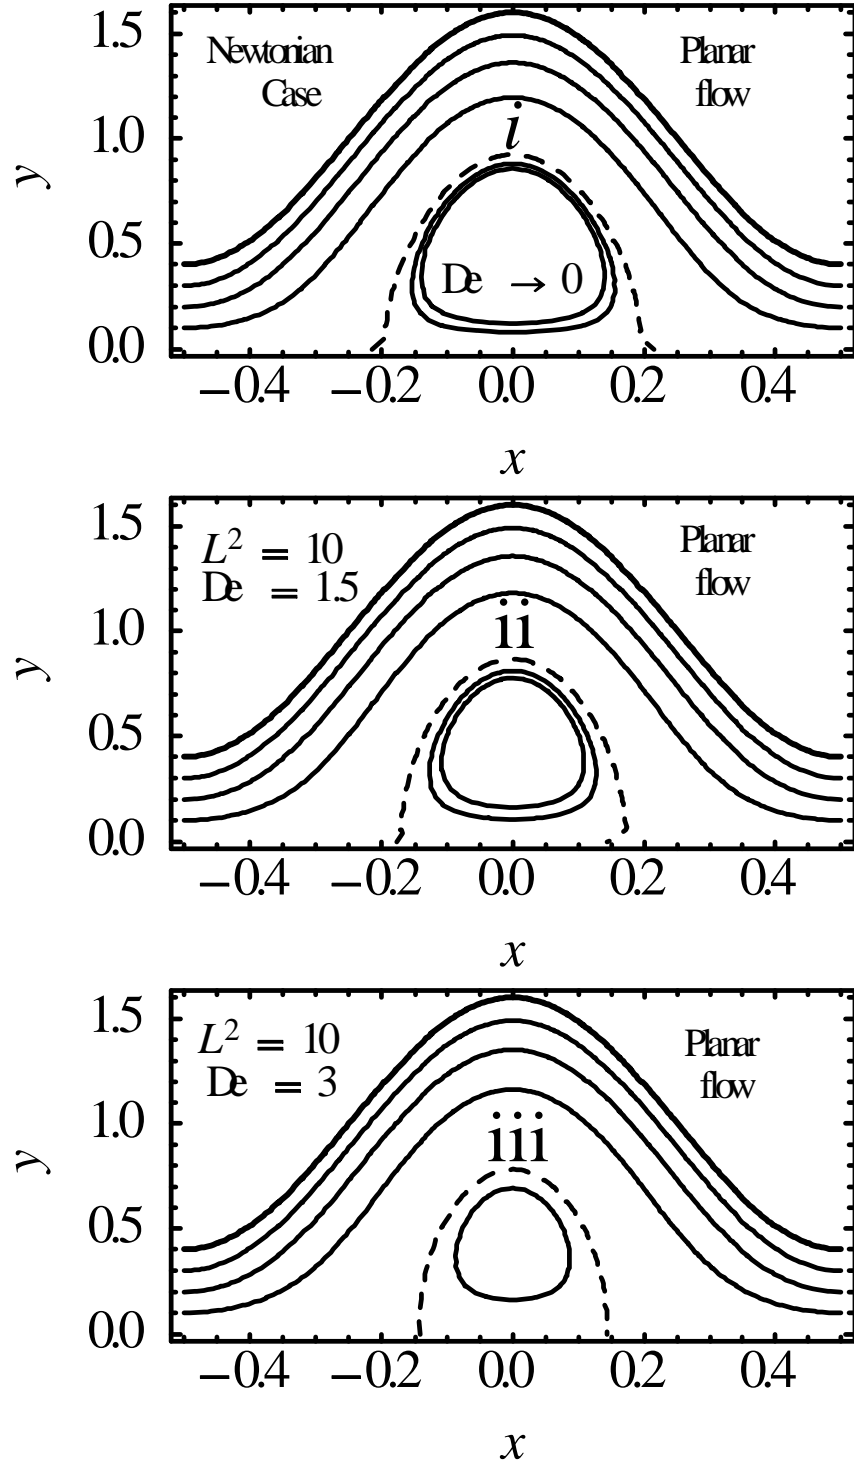 Newtonian Case
Planar flow
i
De → 0
1.5
1.0
0.5
0.0
y
−0.4 −0.2 0.0 0.2 0.4
x
L² = 10
De = 1.5
Planar flow
ii
1.5
1.0
0.5
0.0
y
−0.4 −0.2 0.0 0.2 0.4
x
L² = 10
De = 3
Planar flow
iii
1.5
1.0
0.5
0.0
y
−0.4 −0.2 0.0 0.2 0.4
x